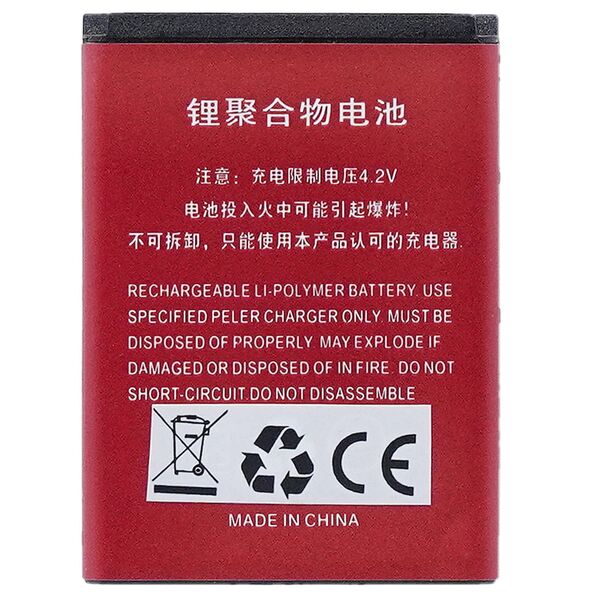 锂聚合物电池
注意：充电限制电压4.2V
电池投入火中可能引起爆炸！
不可拆卸，只能使用本产品认可的充电器.
RECHARGEABLE LI-POLYMER BATTERY. USE
SPECIFIED PELER CHARGER ONLY. MUST BE
DISPOSED OF PROPERLY. MAY EXPLODE IF
DAMAGED OR DISPOSED OF IN FIRE. DO NOT
SHORT-CIRCUIT.DO NOT DISASSEMBLE
CE
MADE IN CHINA